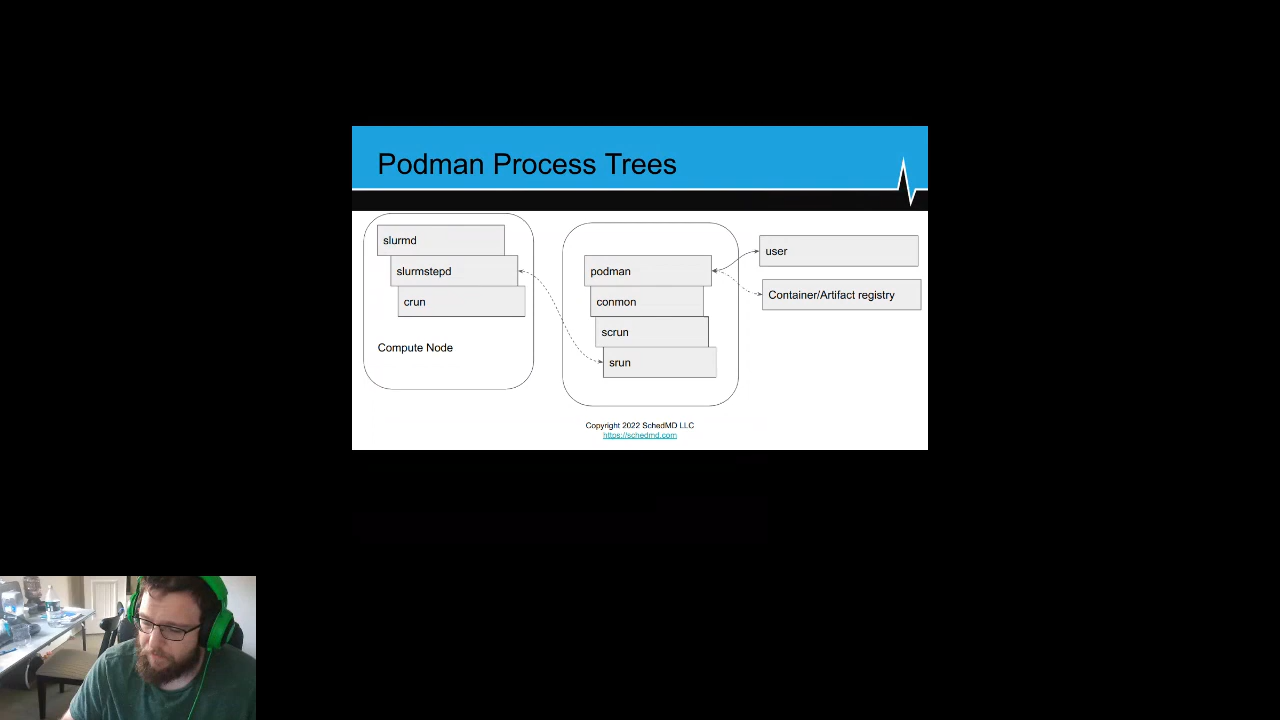 Podman Process Trees
slurmd
slurmstepd
crun
Compute Node
podman
conmon
scrun
srun
user
Container/Artifact registry
Copyright 2022 SchedMD LLC
https://schedmd.com